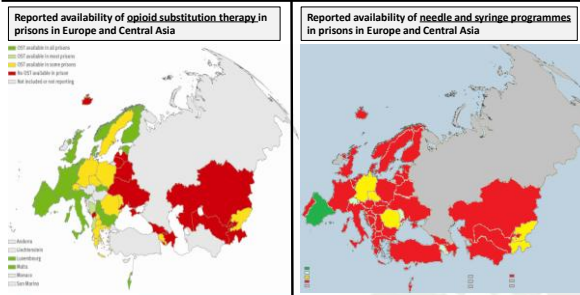 Reported availability of opioid substitution therapy in
prisons in Europe and Central Asia
OST available in all prisons
OST available in most prisons
OST available in some prisons
No OST available in prison
Not included or not reporting
Andorra
Liechtenstein
Luxembourg
Malta
Monaco
San Marino
Reported availability of needle and syringe programmes
in prisons in Europe and Central Asia